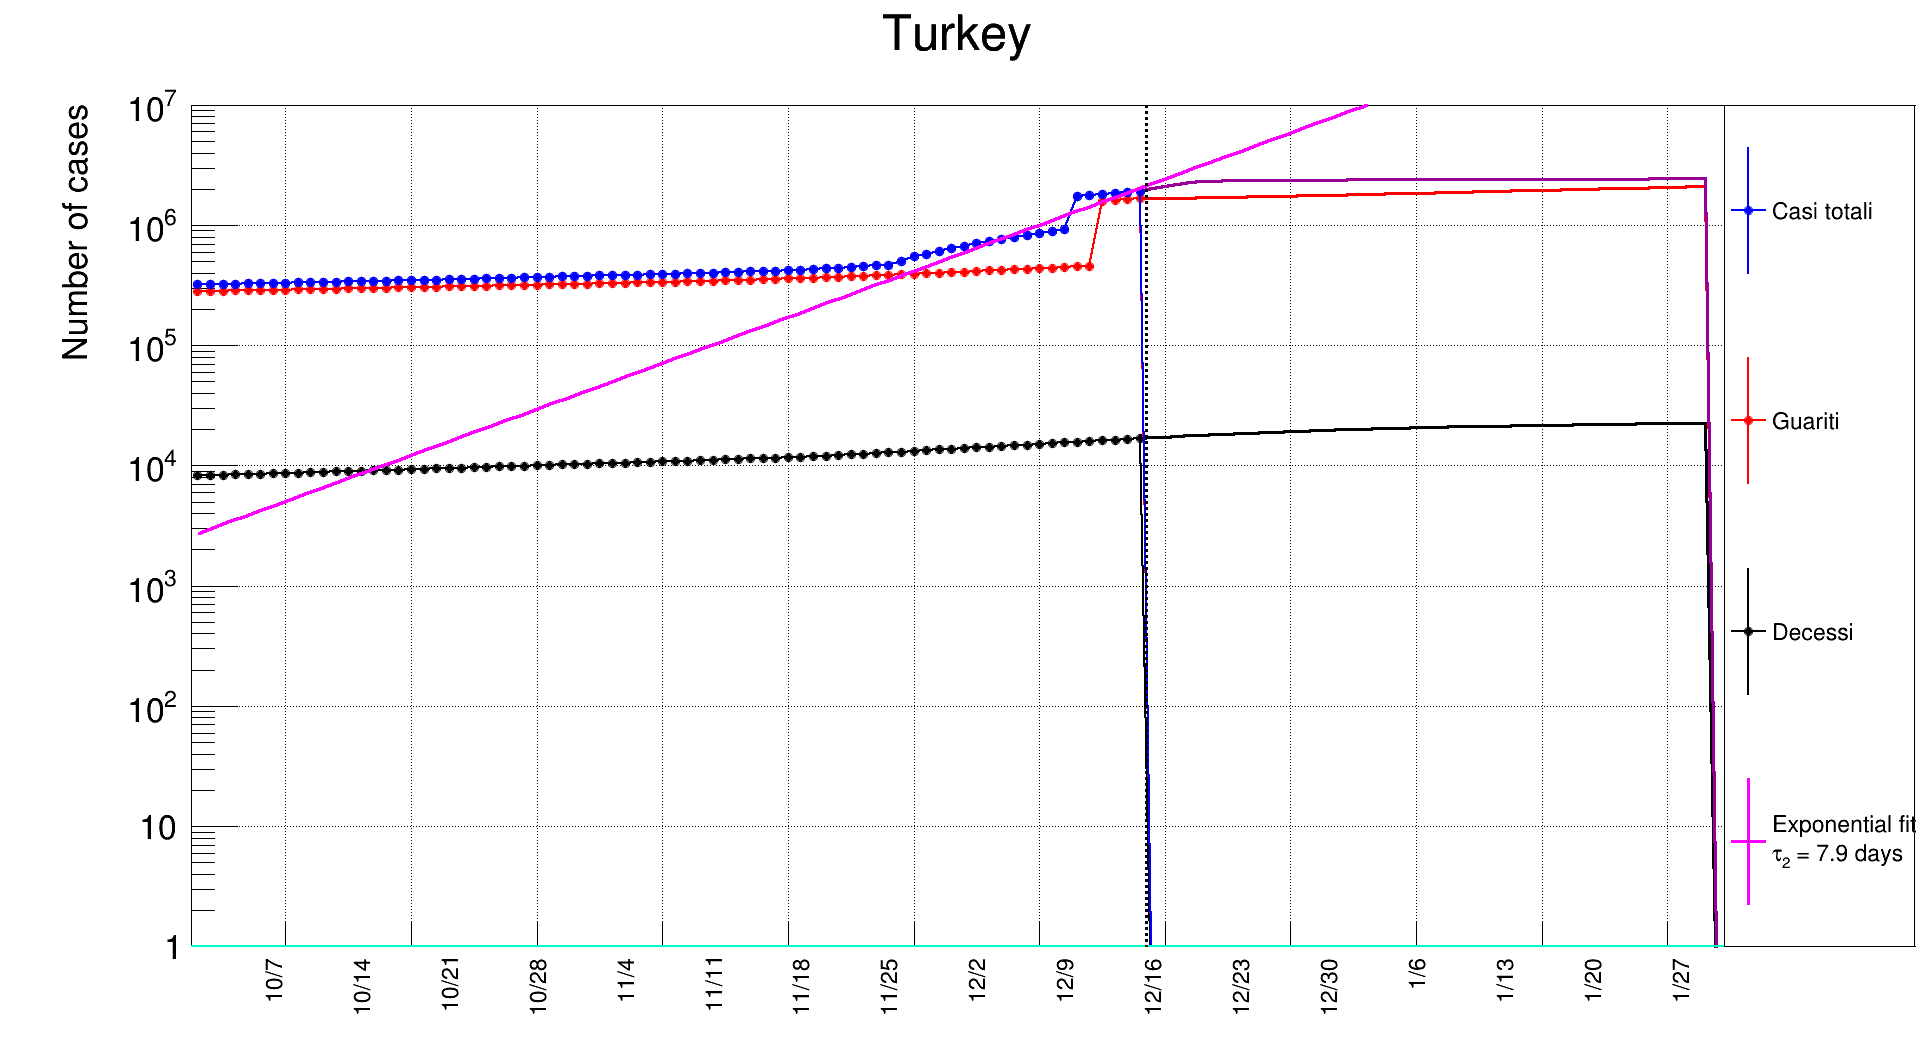 Turkey
Number of cases
10^7
10^6
10^5
10^4
10^3
10^2
10
1
10/7 10/14 10/21 10/28 11/4 11/11 11/18 11/25 12/2 12/9 12/16 12/23 12/30 1/6 1/13 1/20 1/27
Casi totali
Guariti
Decessi
Exponential fit
τ_2 = 7.9 days